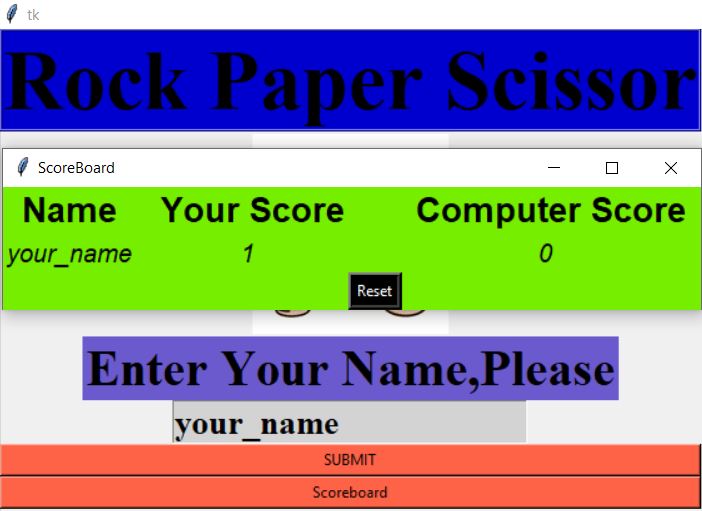 tk
Rock Paper Scissor
ScoreBoard
Name Your Score Computer Score
your_name 1 0
Reset
Enter Your Name,Please
your_name
SUBMIT
Scoreboard